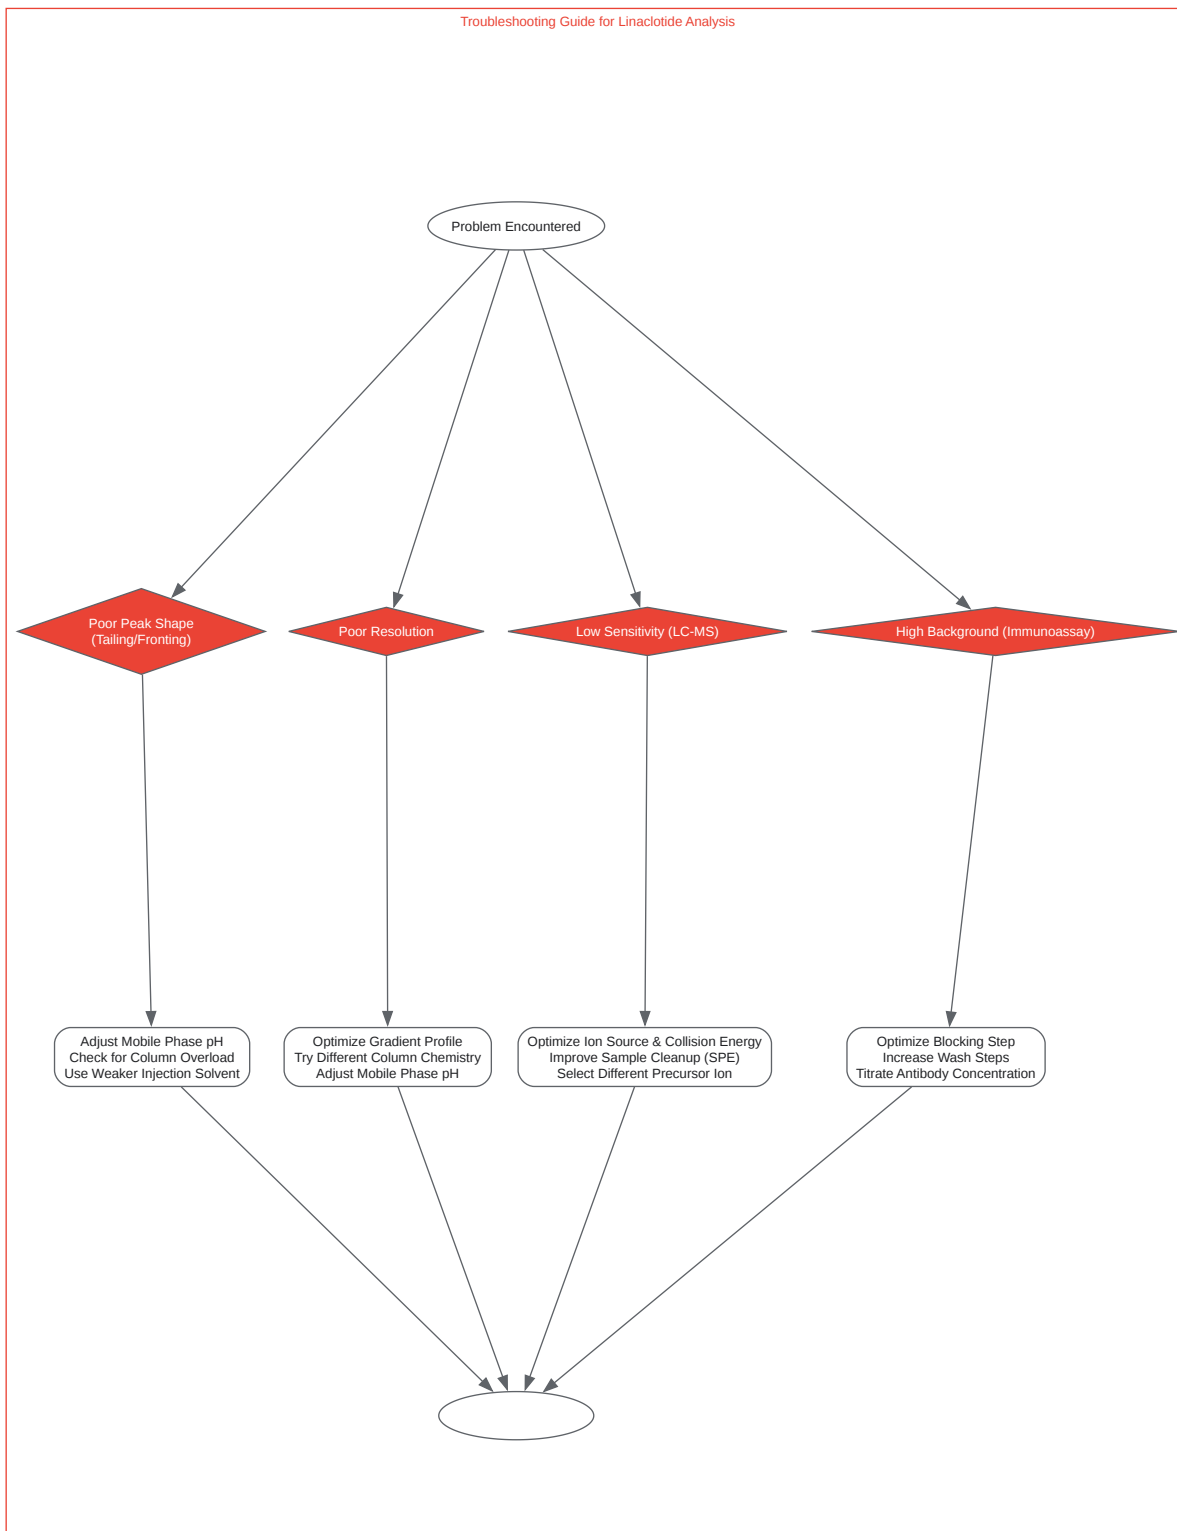 Troubleshooting Guide for Linaclotide Analysis
Problem Encountered
Poor Peak Shape
(Tailing/Fronting)
Poor Resolution
Low Sensitivity (LC-MS)
High Background (Immunoassay)
Adjust Mobile Phase pH
Check for Column Overload
Use Weaker Injection Solvent
Optimize Gradient Profile
Try Different Column Chemistry
Adjust Mobile Phase pH
Optimize Ion Source & Collision Energy
Improve Sample Cleanup (SPE)
Select Different Precursor Ion
Optimize Blocking Step
Increase Wash Steps
Titrate Antibody Concentration